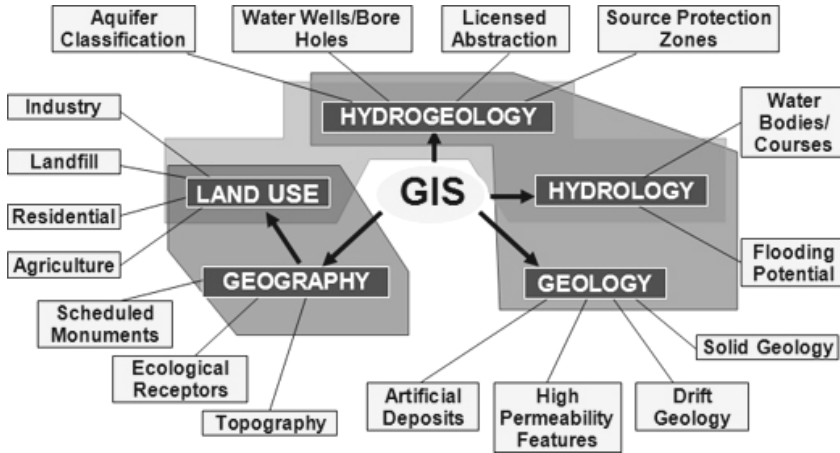 Aquifer
Classification
Water Wells/Bore
Holes
Licensed
Abstraction
Source Protection
Zones
HYDROGEOLOGY
Industry
Landfill
Residential
Agriculture
LAND USE
GIS
HYDROLOGY
Water
Bodies/
Courses
Flooding
Potential
GEOGRAPHY
GEOLOGY
Scheduled
Monuments
Ecological
Receptors
Topography
Artificial
Deposits
High
Permeability
Features
Drift
Geology
Solid Geology